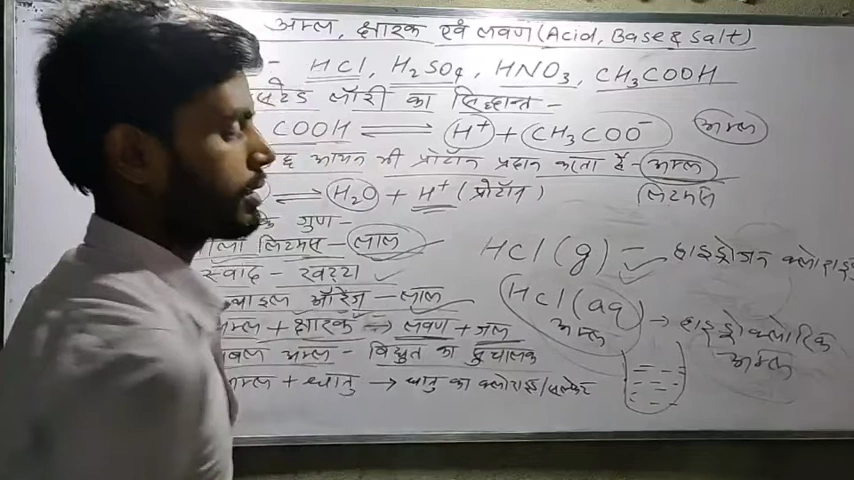 अम्ल, क्षारक एवं लवण (Acid, Base & Salt)
HCl, H₂SO₄, HNO₃, CH₃COOH
लॉरी का सिद्धान्त -
COOH ⇌ H⁺ + CH₃COO⁻ अम्ल
आयन भी प्रोटॉन प्रदान करता है - अम्ल
⇌ H₂O + H⁺ (प्रोटॉन) लिटमस
के गुण -
लिटमस - लाल
HCl (g) - हाइड्रोजन क्लोराइड
स्वाद - खट्टा
HCl (aq) → हाइड्रोक्लोरिक अम्ल
अम्ल
ऑरेंज - लाल
अम्ल + क्षारक → लवण + जल
अम्ल - विद्युत का सुचालक
अम्ल + धातु → धातु का क्लोराइड/सल्फेट